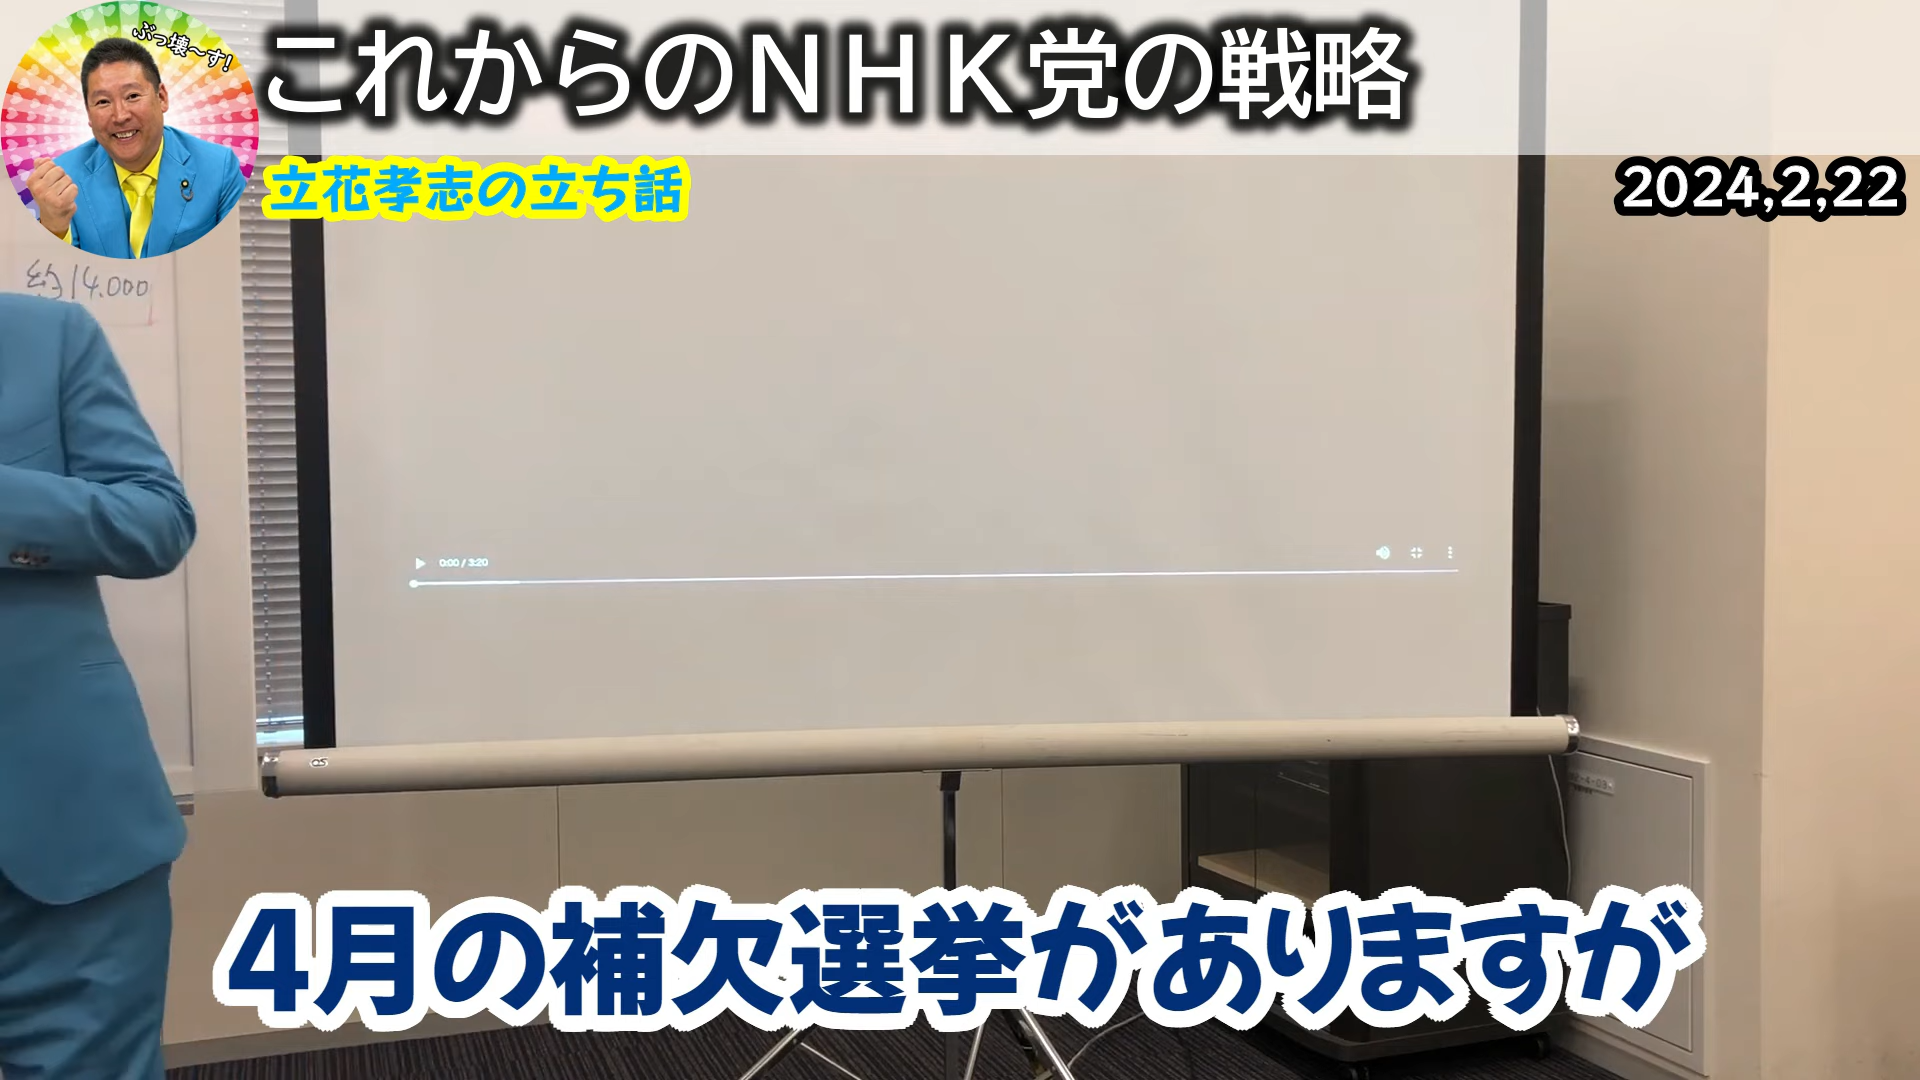 ぶっ壊～す!
これからのNHK党の戦略
立花孝志の立ち話
2024,2,22
約14.000
0:00 / 3:20
OS
4月の補欠選挙がありますが